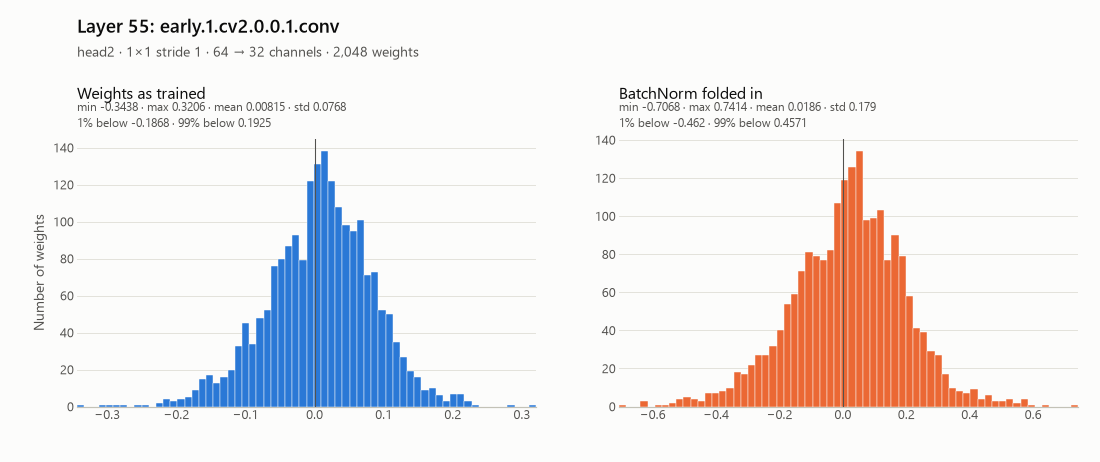 Layer 55: early.1.cv2.0.0.1.conv
head2 · 1×1 stride 1 · 64 → 32 channels · 2,048 weights
Weights as trained
min -0.3438 · max 0.3206 · mean 0.00815 · std 0.0768
1% below -0.1868 · 99% below 0.1925
140
120
100
80
60
40
20
0
Number of weights
−0.3 −0.2 −0.1 0.0 0.1 0.2 0.3
BatchNorm folded in
min -0.7068 · max 0.7414 · mean 0.0186 · std 0.179
1% below -0.462 · 99% below 0.4571
140
120
100
80
60
40
20
0
−0.6 −0.4 −0.2 0.0 0.2 0.4 0.6